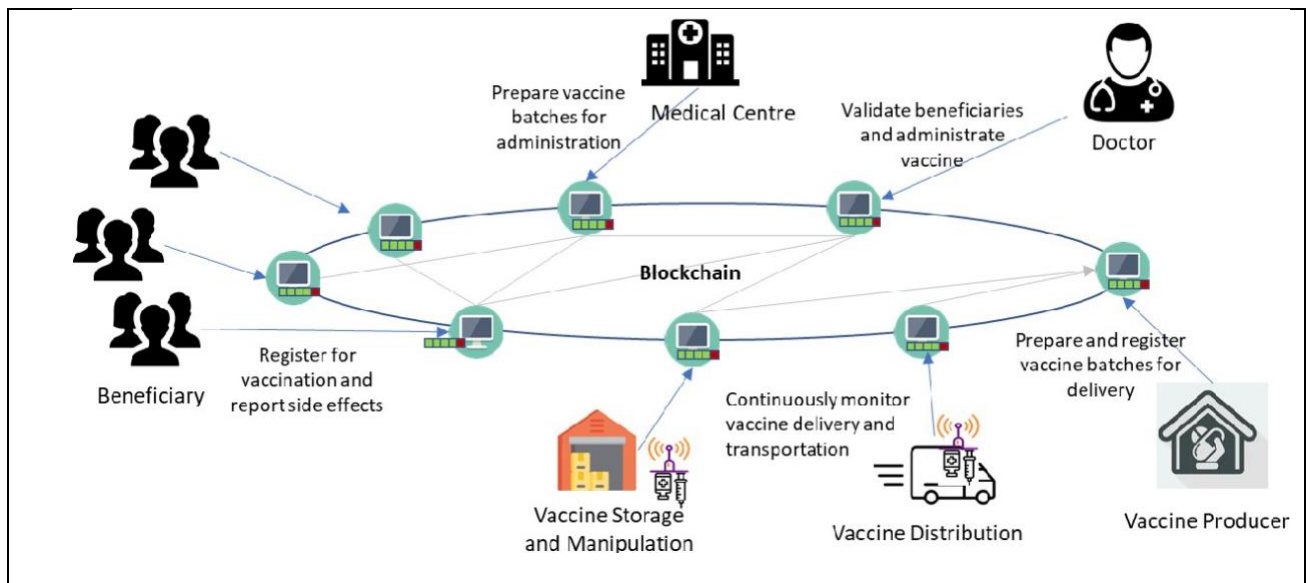 Prepare vaccine
batches for
administration
Medical Centre
Validate beneficiaries
and administrate
vaccine
Doctor
Blockchain
Beneficiary
Register for
vaccination and
report side effects
Vaccine Storage
and Manipulation
Continuously monitor
vaccine delivery and
transportation
Vaccine Distribution
Prepare and register
vaccine batches for
delivery
Vaccine Producer